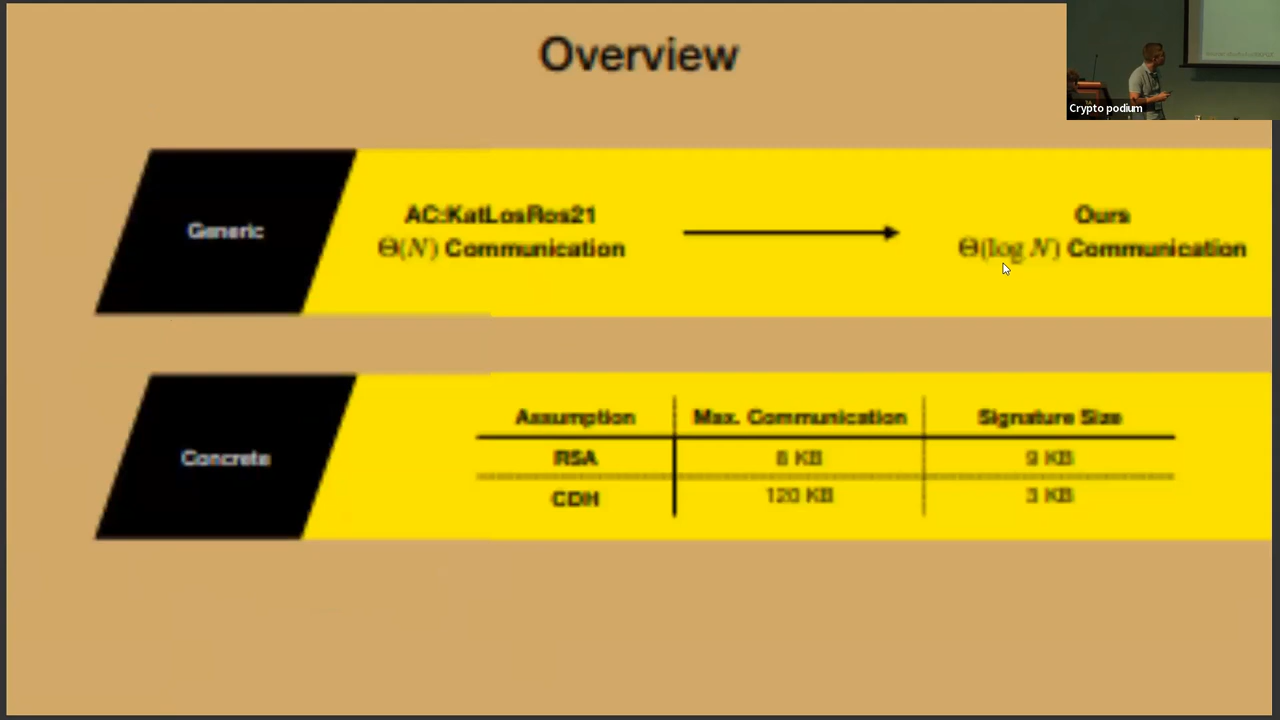 Overview
Crypto podium
Generic
AC:KatLosRos21
Θ(N) Communication
Ours
Θ(log N) Communication
Concrete
Assumption Max. Communication Signature Size
RSA 8 KB 9 KB
CDH 120 KB 3 KB